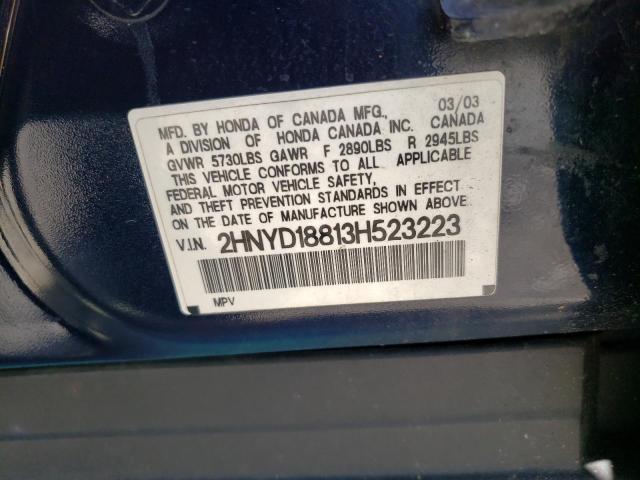 MFD. BY HONDA OF CANADA MFG., 03/03
A DIVISION OF HONDA CANADA INC. CANADA
GVWR 5730LBS GAWR F 2890LBS R 2945LBS
THIS VEHICLE CONFORMS TO ALL APPLICABLE
FEDERAL MOTOR VEHICLE SAFETY,
AND THEFT PREVENTION STANDARDS IN EFFECT
ON THE DATE OF MANUFACTURE SHOWN ABOVE.
V.I.N. 2HNYD18813H523223
MPV